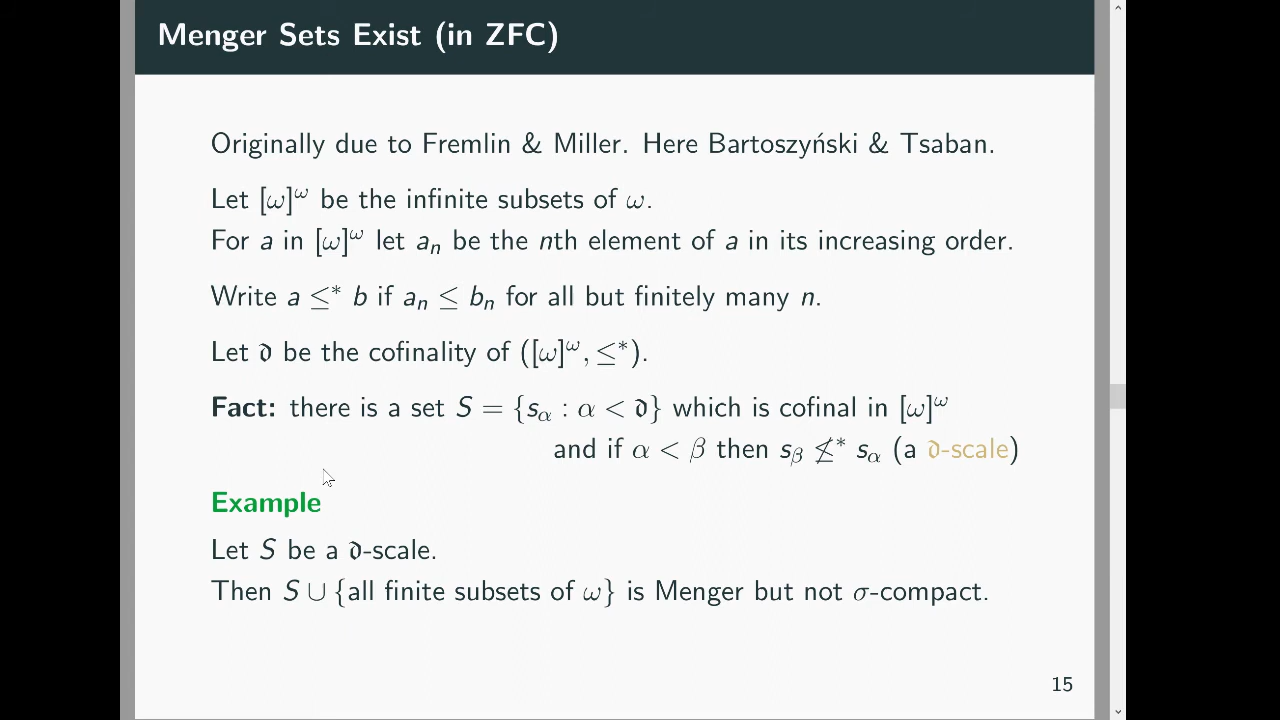 Menger Sets Exist (in ZFC)
Originally due to Fremlin & Miller. Here Bartoszyński & Tsaban.
Let [ω]^ω be the infinite subsets of ω.
For a in [ω]^ω let a_n be the nth element of a in its increasing order.
Write a ≤* b if a_n ≤ b_n for all but finitely many n.
Let 𝔡 be the cofinality of ([ω]^ω, ≤*).
Fact: there is a set S = {s_α : α < 𝔡} which is cofinal in [ω]^ω
and if α < β then s_β ≰* s_α (a 𝔡-scale)
Example
Let S be a 𝔡-scale.
Then S ∪ {all finite subsets of ω} is Menger but not σ-compact.
15